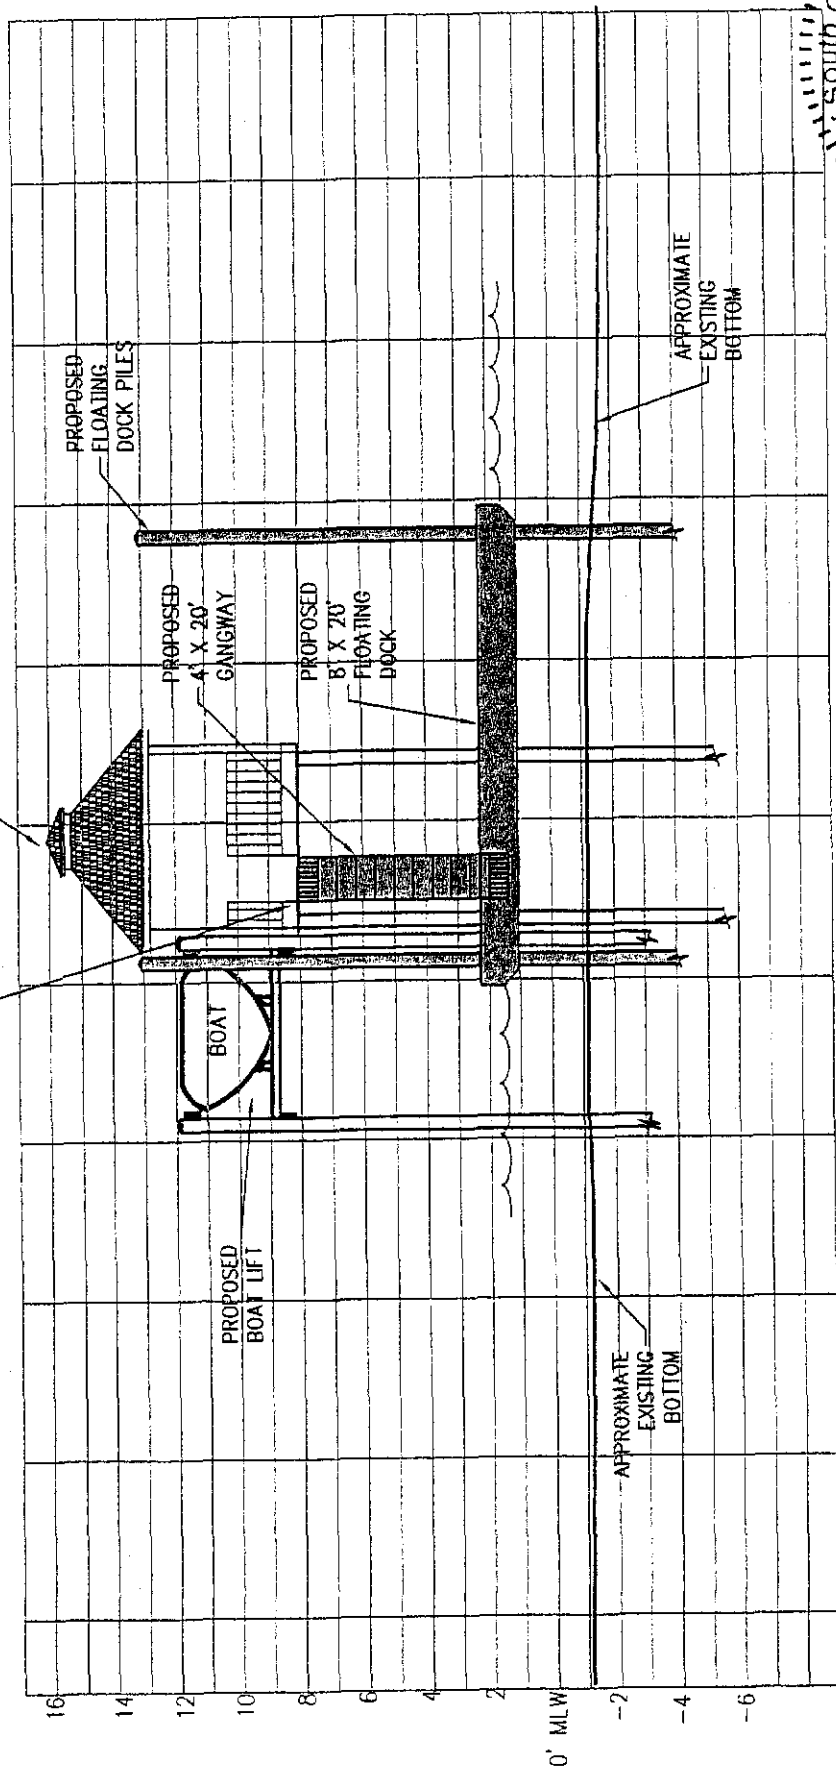 PROPOSED
FLOATING
DOCK PILES
PROPOSED
4' X 20'
GANGWAY
PROPOSED
8' X 20'
FLOATING
DOCK
BOAT
PROPOSED
BOAT LIFT
APPROXIMATE
EXISTING
BOTTOM
APPROXIMATE
EXISTING
BOTTOM
16
14
12
10
8
6
4
2
0' MLW
-2
-4
-6
SOUTH